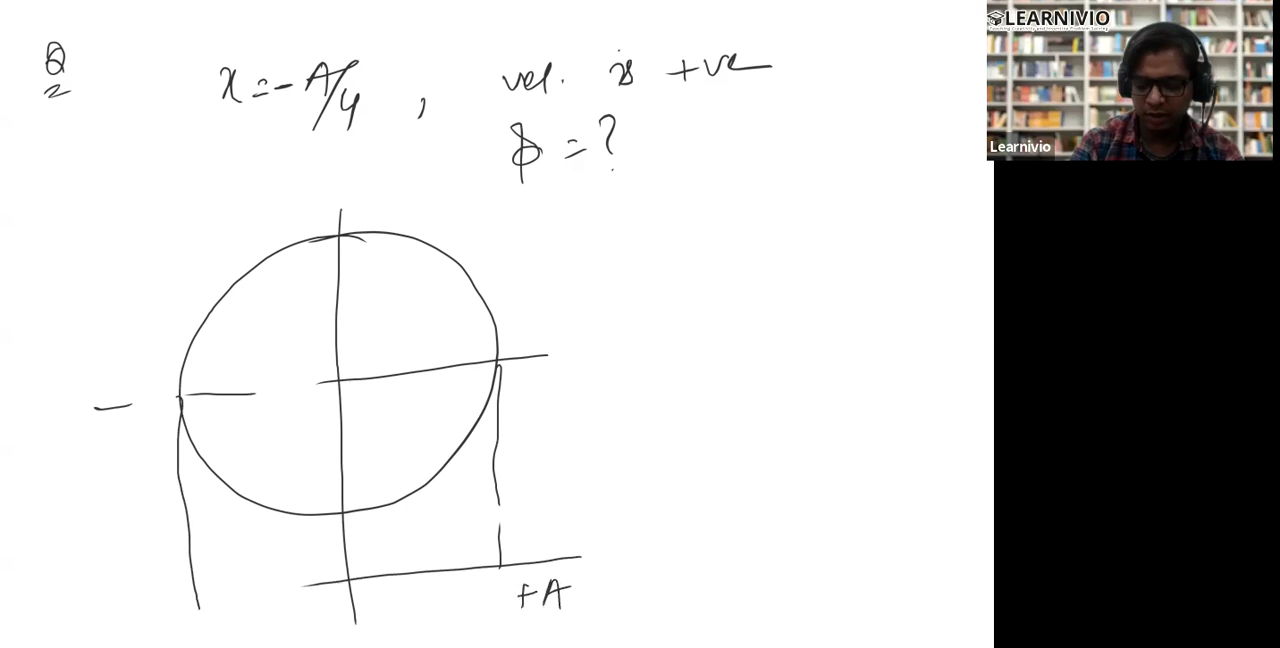 Q
x = - A/4 , vel. is +ve
ϕ = ?
+A
LEARNIVIO
Learnivio